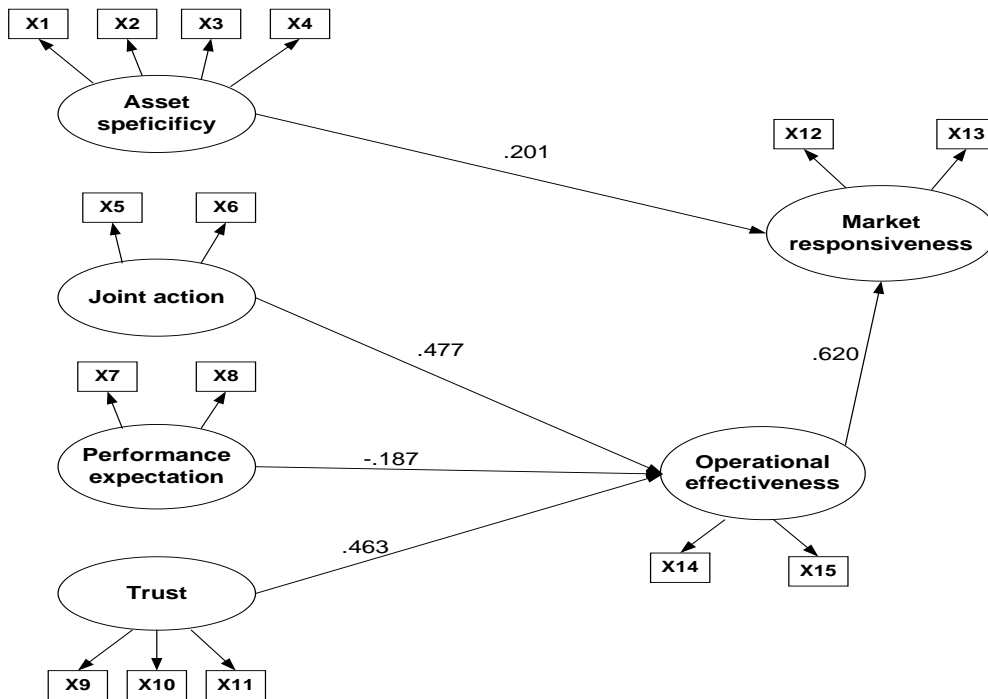 X1 X2 X3 X4
Asset
speficificy
.201
X12 X13
Market
responsiveness
X5 X6
Joint action
.477
.620
X7 X8
Performance
expectation
-.187
Operational
effectiveness
.463
X14 X15
Trust
X9 X10 X11